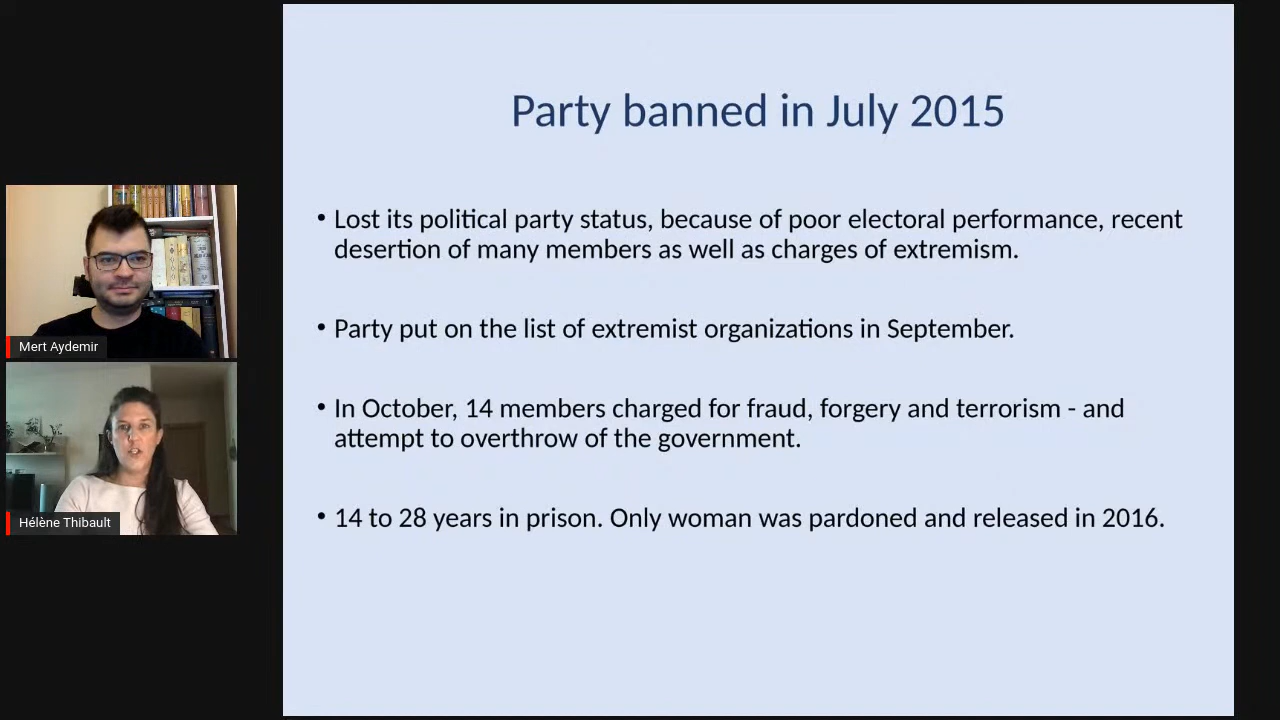 Party banned in July 2015
• Lost its political party status, because of poor electoral performance, recent
desertion of many members as well as charges of extremism.
• Party put on the list of extremist organizations in September.
• In October, 14 members charged for fraud, forgery and terrorism - and
attempt to overthrow of the government.
• 14 to 28 years in prison. Only woman was pardoned and released in 2016.
Mert Aydemir
Hélène Thibault